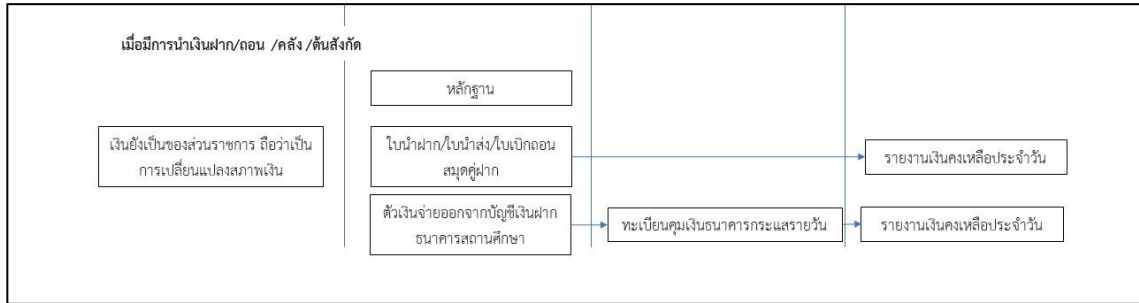 เมื่อมีการนำเงินฝาก/ถอน /คลัง /ต้นสังกัด
หลักฐาน
เงินยังเป็นของส่วนราชการ ถือว่าเป็น
การเปลี่ยนแปลงสภาพเงิน
ใบนำฝาก/ใบนำส่ง/ใบเบิกถอน
สมุดคู่ฝาก
รายงานเงินคงเหลือประจำวัน
ตัวเงินจ่ายออกจากบัญชีเงินฝาก
ธนาคารสถานศึกษา
ทะเบียนคุมเงินธนาคารกระแสรายวัน
รายงานเงินคงเหลือประจำวัน